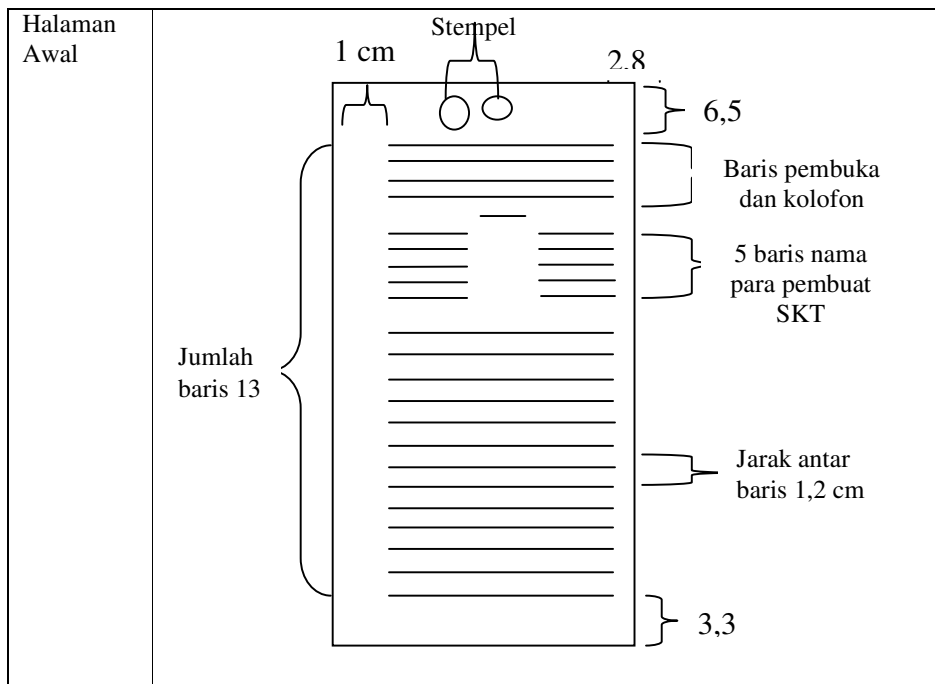 Halaman
Awal
Stempel
1 cm
2,8
6,5
Baris pembuka
dan kolofon
5 baris nama
para pembuat
SKT
Jumlah
baris 13
Jarak antar
baris 1,2 cm
3,3